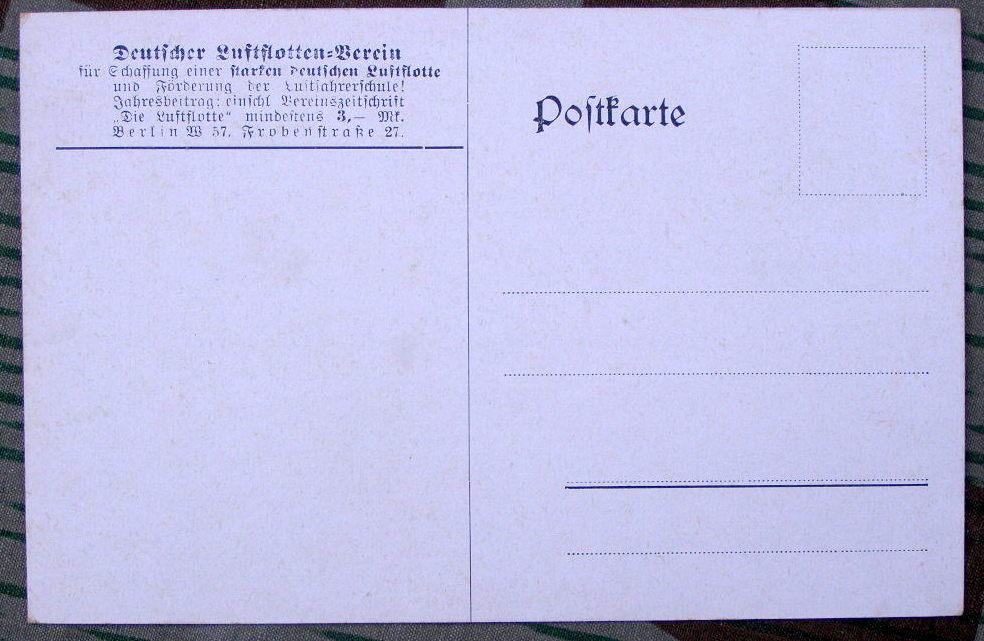 Deutscher Luftflotten-Verein
für Schaffung einer starken deutschen Luftflotte
und Förderung der Luftfahrerschule!
Jahresbeitrag: einschl Vereinszeitschrift
„Die Luftflotte“ mindestens 3,— Mk.
Berlin W 57, Frobenstraße 27.
Postkarte